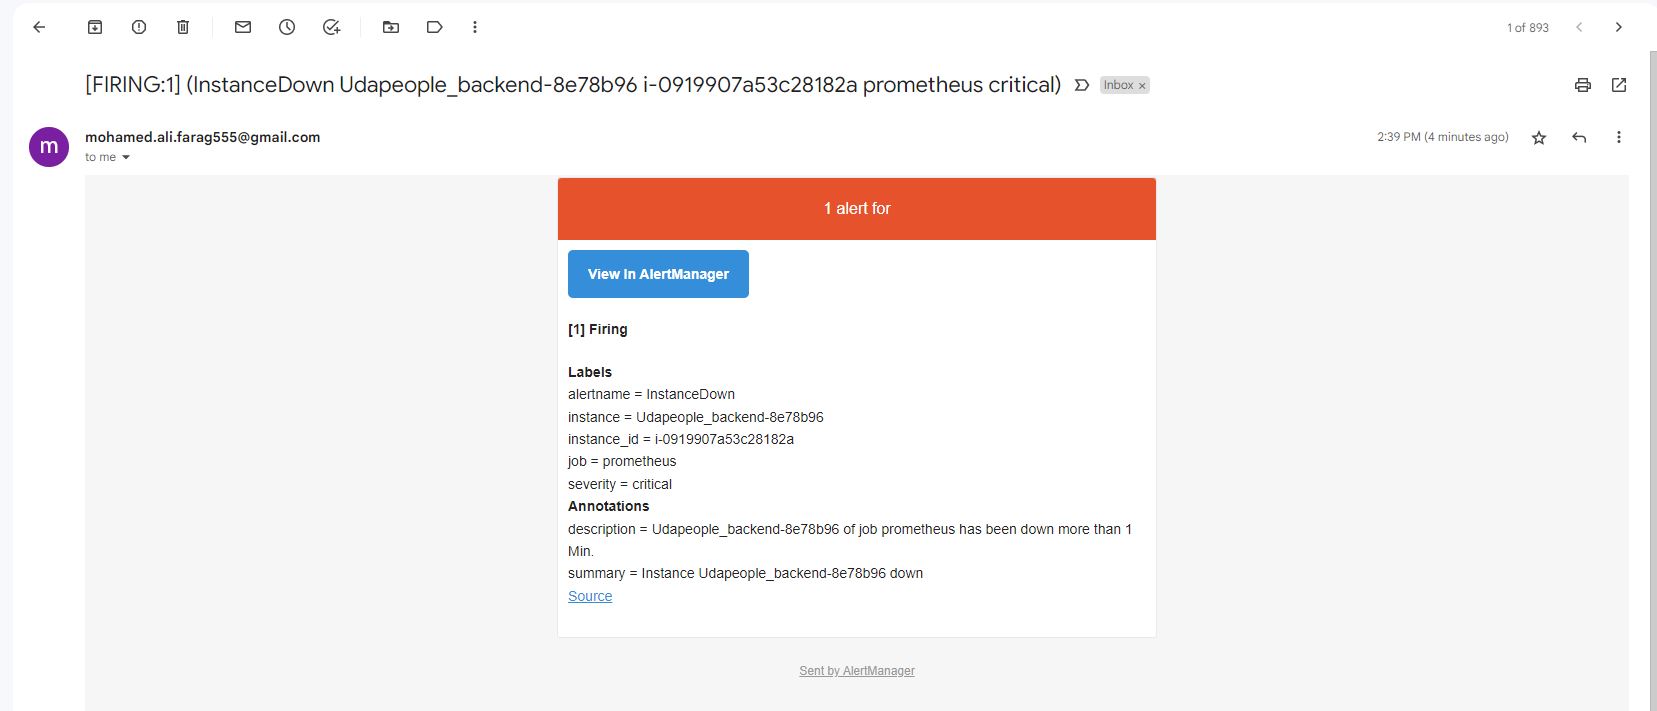 1 of 893
[FIRING:1] (InstanceDown Udapeople_backend-8e78b96 i-0919907a53c28182a prometheus critical) Inbox ×
m
mohamed.ali.farag555@gmail.com
2:39 PM (4 minutes ago)
to me
1 alert for
View In AlertManager
[1] Firing
Labels
alertname = InstanceDown
instance = Udapeople_backend-8e78b96
instance_id = i-0919907a53c28182a
job = prometheus
severity = critical
Annotations
description = Udapeople_backend-8e78b96 of job prometheus has been down more than 1
Min.
summary = Instance Udapeople_backend-8e78b96 down
Source
Sent by AlertManager